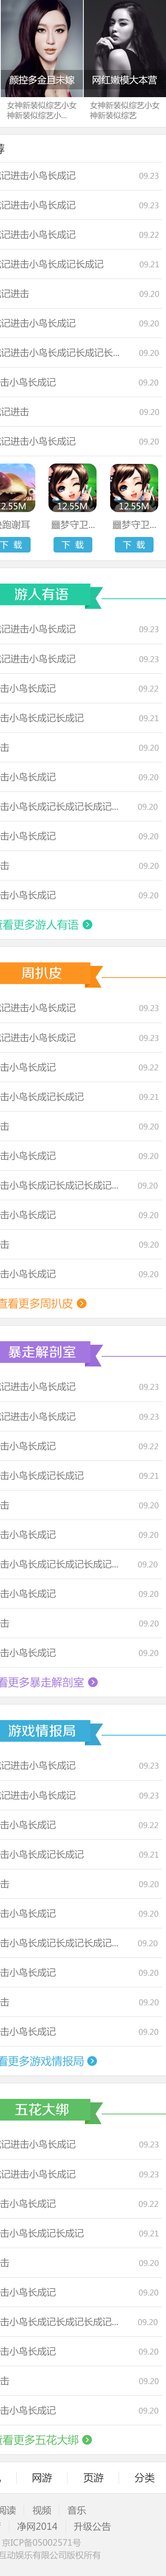 颜控多金且未嫁
网红嫩模大本营
女神新装似综艺小女
神新装似综艺小...
女神新装似综艺小女
神新装似综艺
荐
记进击小鸟长成记 09.23
记进击小鸟长成记 09.23
记进击小鸟长成记 09.22
记进击小鸟长成记长成记 09.21
记进击 09.20
记进击小鸟长成记 09.20
记进击小鸟长成记长成记长... 09.20
击小鸟长成记 09.20
记进击 09.20
记进击小鸟长成记 09.20
2.55M 12.55M 12.55M
跑谢耳 噩梦守卫... 噩梦守卫...
下 载 下 载 下 载
游人有语
记进击小鸟长成记 09.23
记进击小鸟长成记 09.23
击小鸟长成记 09.22
击小鸟长成记长成记 09.21
击 09.20
击小鸟长成记 09.20
击小鸟长成记长成记长成记... 09.20
击小鸟长成记 09.20
击 09.20
击小鸟长成记 09.20
查看更多游人有语
周扒皮
记进击小鸟长成记 09.23
记进击小鸟长成记 09.23
击小鸟长成记 09.22
击小鸟长成记长成记 09.21
击 09.20
击小鸟长成记 09.20
击小鸟长成记长成记长成记... 09.20
击小鸟长成记 09.20
击 09.20
击小鸟长成记 09.20
查看更多周扒皮
暴走解剖室
记进击小鸟长成记 09.23
记进击小鸟长成记 09.23
击小鸟长成记 09.22
击小鸟长成记长成记 09.21
击 09.20
击小鸟长成记 09.20
击小鸟长成记长成记长成记... 09.20
击小鸟长成记 09.20
击 09.20
击小鸟长成记 09.20
看更多暴走解剖室
游戏情报局
记进击小鸟长成记 09.23
记进击小鸟长成记 09.23
击小鸟长成记 09.22
击小鸟长成记长成记 09.21
击 09.20
击小鸟长成记 09.20
击小鸟长成记长成记长成记... 09.20
击小鸟长成记 09.20
击 09.20
击小鸟长成记 09.20
看更多游戏情报局
五花大绑
记进击小鸟长成记 09.23
记进击小鸟长成记 09.23
击小鸟长成记 09.22
击小鸟长成记长成记 09.21
击 09.20
击小鸟长成记 09.20
击小鸟长成记长成记长成记... 09.20
击小鸟长成记 09.20
击 09.20
击小鸟长成记 09.20
查看更多五花大绑
网游 页游 分类
阅读 视频 音乐
净网2014 升级公告
京ICP备05002571号
互动娱乐有限公司版权所有